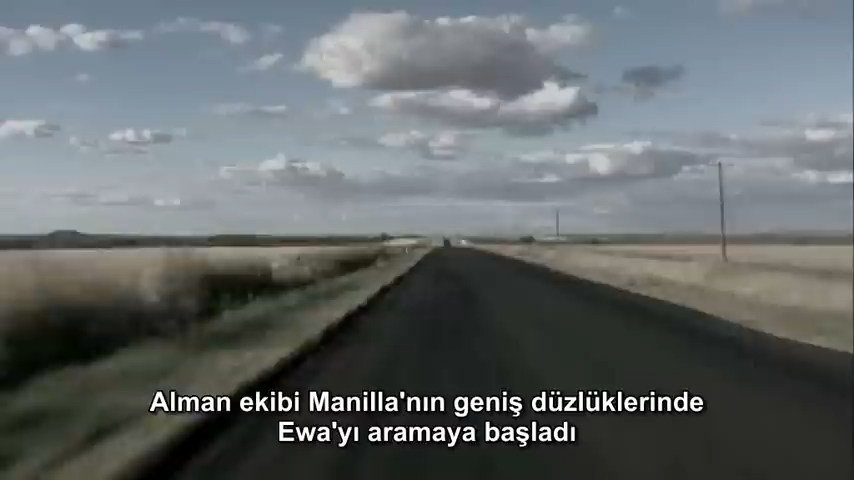 Alman ekibi Manilla'nın geniş düzlüklerinde
Ewa'yı aramaya başladı